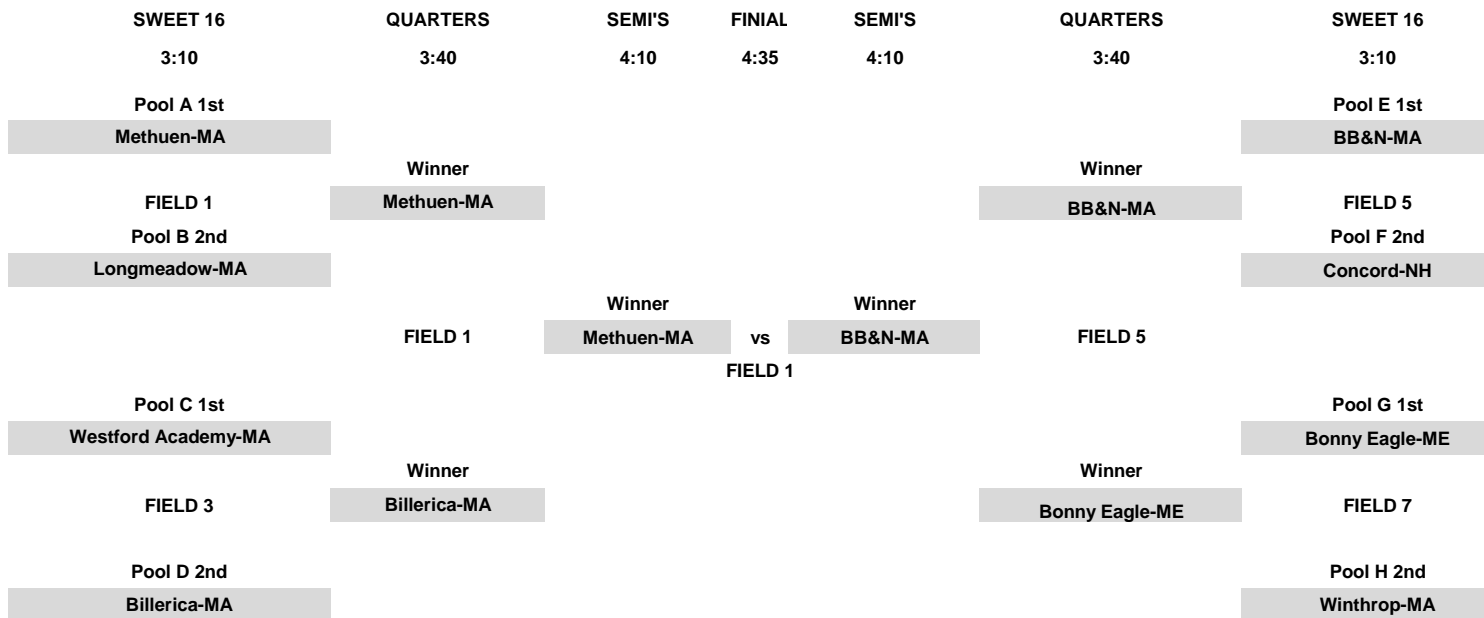 SWEET 16 QUARTERS SEMI'S FINIAL SEMI'S QUARTERS SWEET 16
3:10 3:40 4:10 4:35 4:10 3:40 3:10
Pool A 1st Pool E 1st
Methuen-MA BB&N-MA
Winner Winner
FIELD 1 Methuen-MA BB&N-MA FIELD 5
Pool B 2nd Pool F 2nd
Longmeadow-MA Concord-NH
Winner Winner
FIELD 1 Methuen-MA vs BB&N-MA FIELD 5
FIELD 1
Pool C 1st Pool G 1st
Westford Academy-MA Bonny Eagle-ME
Winner Winner
FIELD 3 Billerica-MA Bonny Eagle-ME FIELD 7
Pool D 2nd Pool H 2nd
Billerica-MA Winthrop-MA